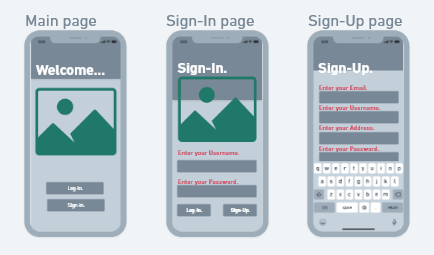 Main page
Sign-In page
Sign-Up page
Welcome...
Log In.
Sign in.
Sign-In.
Enter your Username.
Enter your Password.
Log In.
Sign-Up.
Sign-Up.
Enter your Email.
Enter your Username.
Enter your Address.
Enter your Password.
q w e r t y u i o p
a s d f g h j k l
z x c v b n m
space @ .